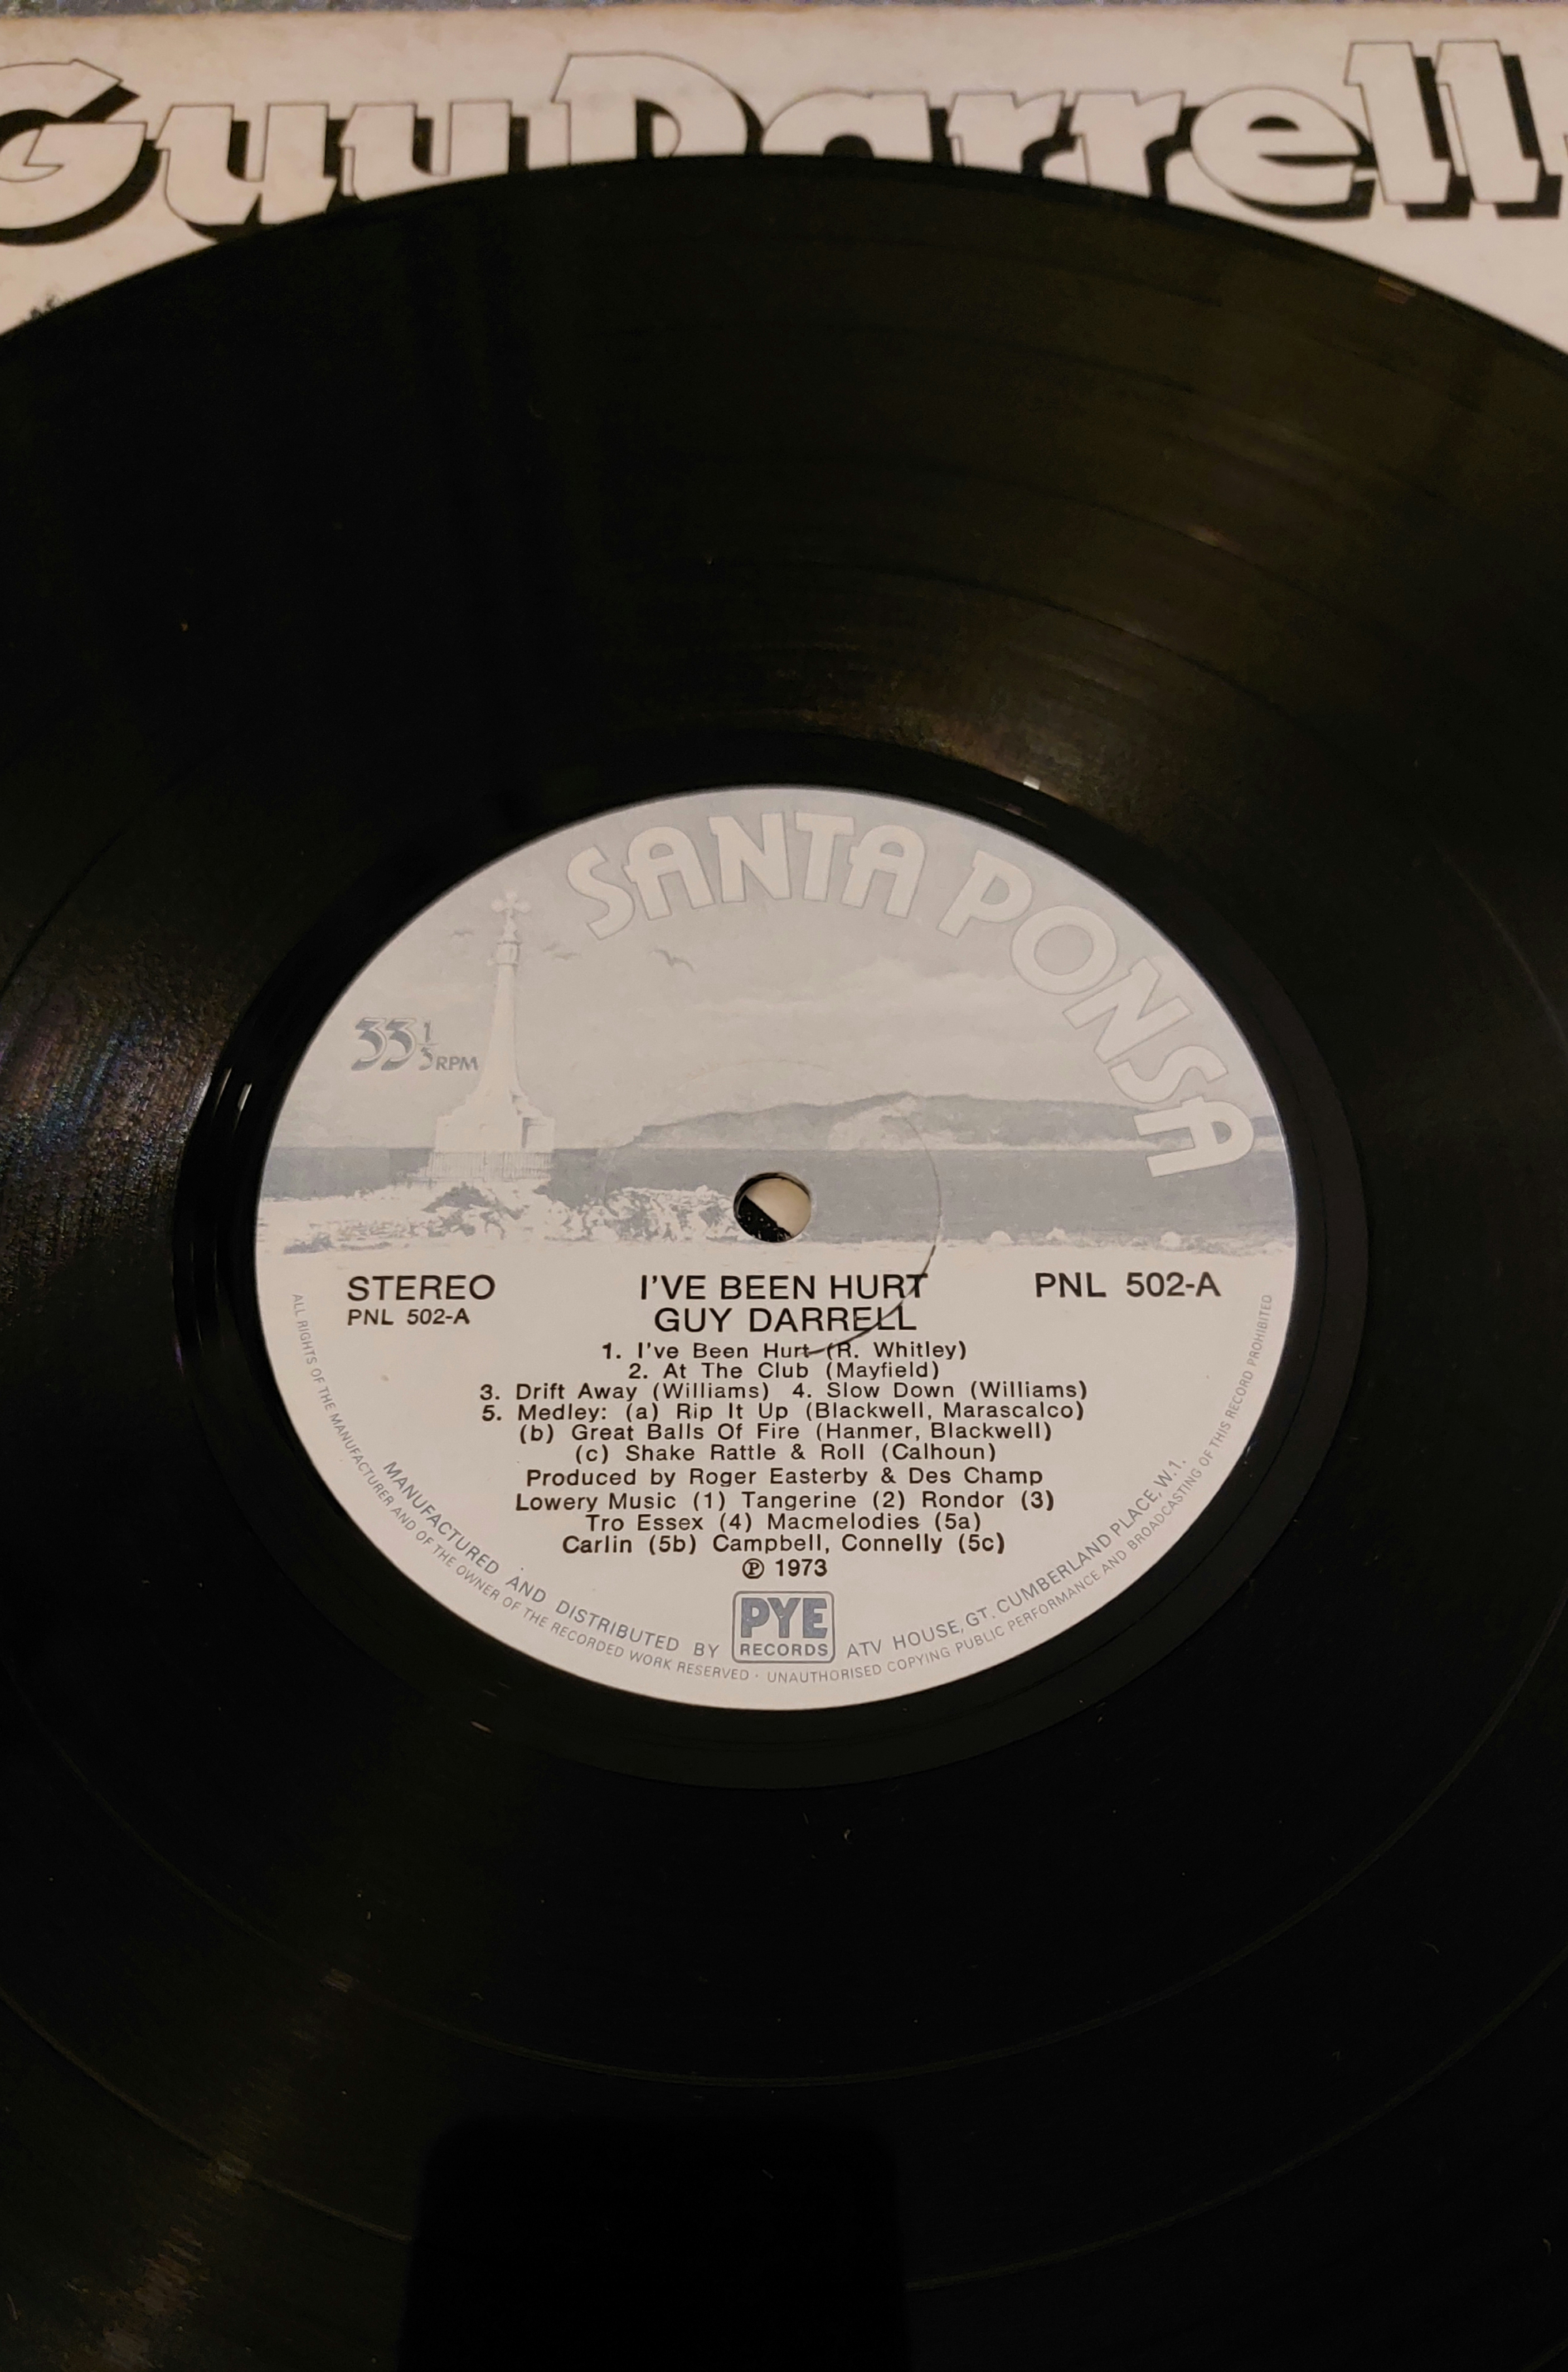 Guy Darrell
SANTA PONSA
33 1/3 RPM
STEREO
PNL 502-A
I'VE BEEN HURT
GUY DARRELL
PNL 502-A
1. I've Been Hurt (R. Whitley)
2. At The Club (Mayfield)
3. Drift Away (Williams) 4. Slow Down (Williams)
5. Medley: (a) Rip It Up (Blackwell, Marascalco)
(b) Great Balls Of Fire (Hanmer, Blackwell)
(c) Shake Rattle & Roll (Calhoun)
Produced by Roger Easterby & Des Champ
Lowery Music (1) Tangerine (2) Rondor (3)
Tro Essex (4) Macmelodies (5a)
Carlin (5b) Campbell, Connelly (5c)
℗ 1973
MANUFACTURED AND DISTRIBUTED BY PYE RECORDS ATV HOUSE, GT. CUMBERLAND PLACE, W.1.
ALL RIGHTS OF THE MANUFACTURER AND OF THE OWNER OF THE RECORDED WORK RESERVED · UNAUTHORISED COPYING PUBLIC PERFORMANCE AND BROADCASTING OF THIS RECORD PROHIBITED